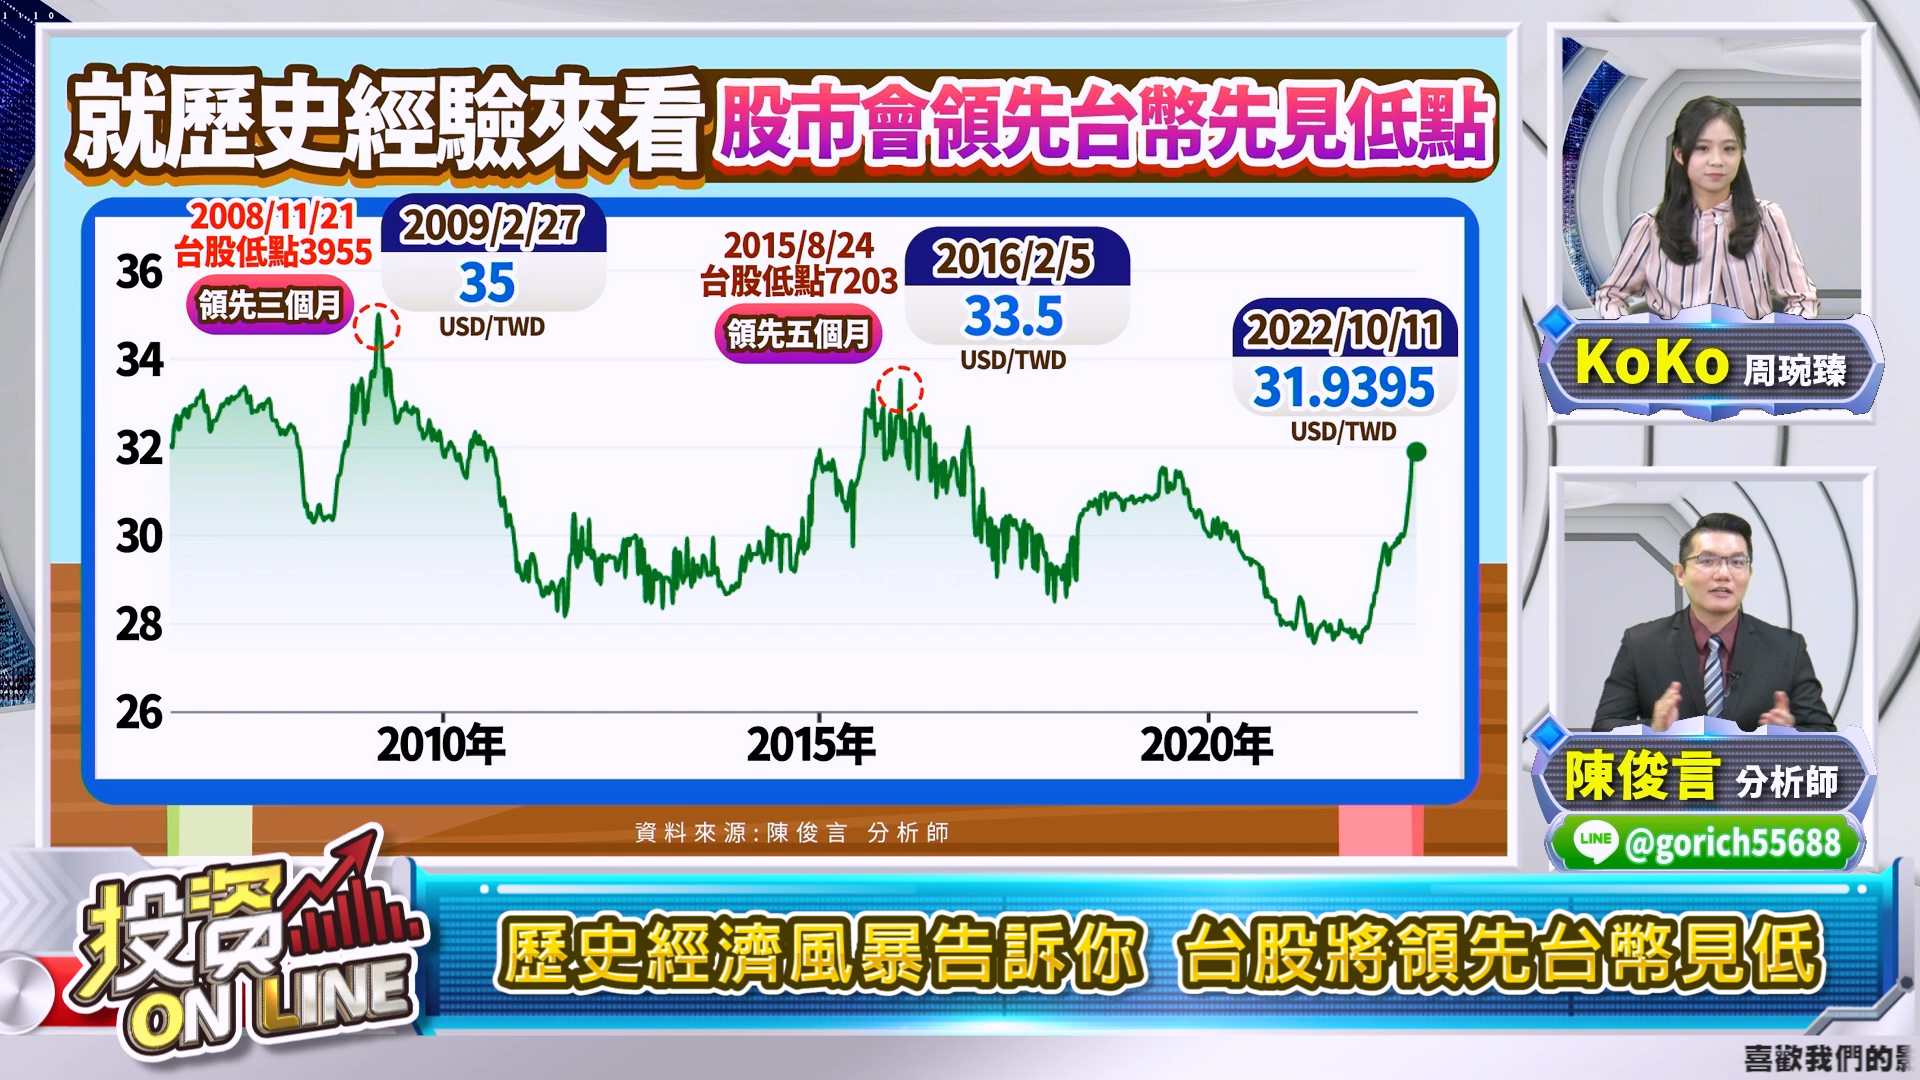 就歷史經驗來看 股市會領先台幣先見低點
2008/11/21
台股低點3955
領先三個月
2009/2/27
35
USD/TWD
2015/8/24
台股低點7203
領先五個月
2016/2/5
33.5
USD/TWD
2022/10/11
31.9395
USD/TWD
36
34
32
30
28
26
2010年
2015年
2020年
資料來源:陳俊言 分析師
KoKo 周琬臻
陳俊言 分析師
LINE @gorich55688
投資
ON LINE
歷史經濟風暴告訴你 台股將領先台幣見低
喜歡我們的